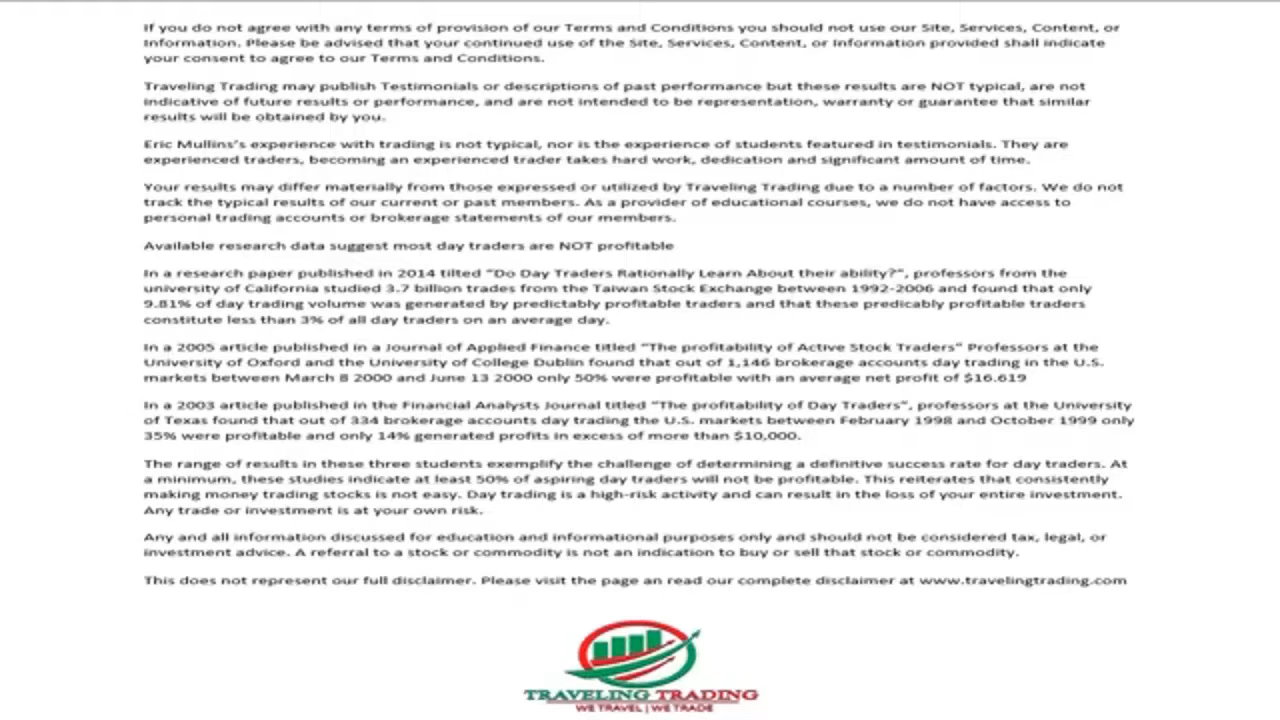 If you do not agree with any terms of provision of our Terms and Conditions you should not use our Site, Services, Content, or
Information. Please be advised that your continued use of the Site, Services, Content, or Information provided shall indicate
your consent to agree to our Terms and Conditions.
Traveling Trading may publish Testimonials or descriptions of past performance but these results are NOT typical, are not
indicative of future results or performance, and are not intended to be representation, warranty or guarantee that similar
results will be obtained by you.
Eric Mullins's experience with trading is not typical, nor is the experience of students featured in testimonials. They are
experienced traders, becoming an experienced trader takes hard work, dedication and significant amount of time.
Your results may differ materially from those expressed or utilized by Traveling Trading due to a number of factors. We do not
track the typical results of our current or past members. As a provider of educational courses, we do not have access to
personal trading accounts or brokerage statements of our members.
Available research data suggest most day traders are NOT profitable
In a research paper published in 2014 tilted "Do Day Traders Rationally Learn About their ability?", professors from the
university of California studied 3.7 billion trades from the Taiwan Stock Exchange between 1992-2006 and found that only
9.81% of day trading volume was generated by predictably profitable traders and that these predicably profitable traders
constitute less than 3% of all day traders on an average day.
In a 2005 article published in a Journal of Applied Finance titled "The profitability of Active Stock Traders" Professors at the
University of Oxford and the University of College Dublin found that out of 1,146 brokerage accounts day trading in the U.S.
markets between March 8 2000 and June 13 2000 only 50% were profitable with an average net profit of $16.619
In a 2003 article published in the Financial Analysts Journal titled "The profitability of Day Traders", professors at the University
of Texas found that out of 334 brokerage accounts day trading the U.S. markets between February 1998 and October 1999 only
35% were profitable and only 14% generated profits in excess of more than $10,000.
The range of results in these three students exemplify the challenge of determining a definitive success rate for day traders. At
a minimum, these studies indicate at least 50% of aspiring day traders will not be profitable. This reiterates that consistently
making money trading stocks is not easy. Day trading is a high-risk activity and can result in the loss of your entire investment.
Any trade or investment is at your own risk.
Any and all information discussed for education and informational purposes only and should not be considered tax, legal, or
investment advice. A referral to a stock or commodity is not an indication to buy or sell that stock or commodity.
This does not represent our full disclaimer. Please visit the page an read our complete disclaimer at www.travelingtrading.com
TRAVELING TRADING
WE TRAVEL | WE TRADE